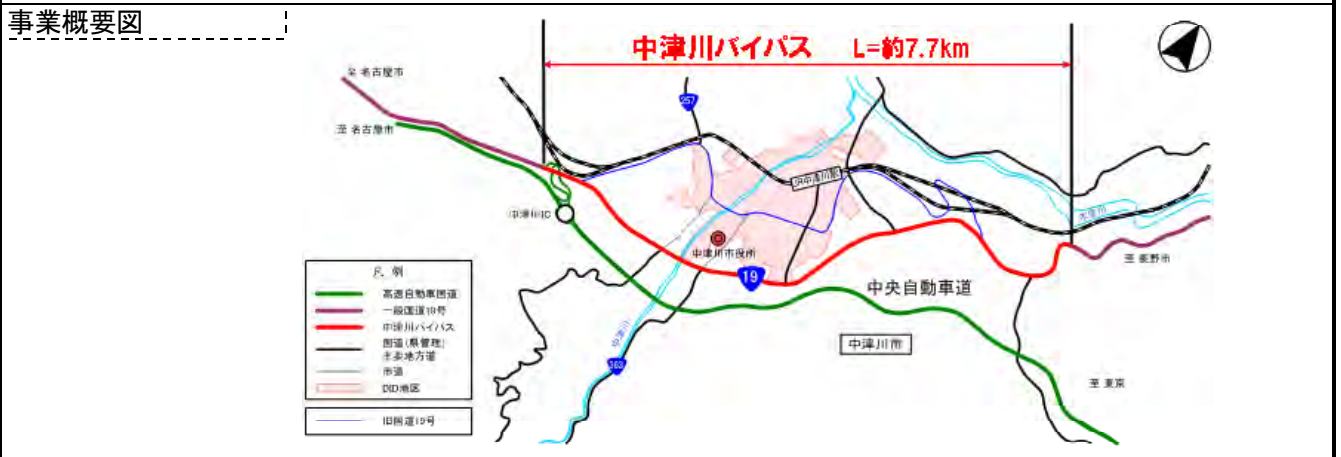 事業概要図
中津川バイパス L=約7.7km
至 名古屋市
至 名古屋市
257
JR中津川駅
中津川IC
木曽川
中津川市役所
19
至 長野市
中央自動車道
中津川
中津川市
363
至 東京
凡 例
高速自動車国道
一般国道19号
中津川バイパス
国道(県管理)
主要地方道
市道
DID地区
旧国道19号